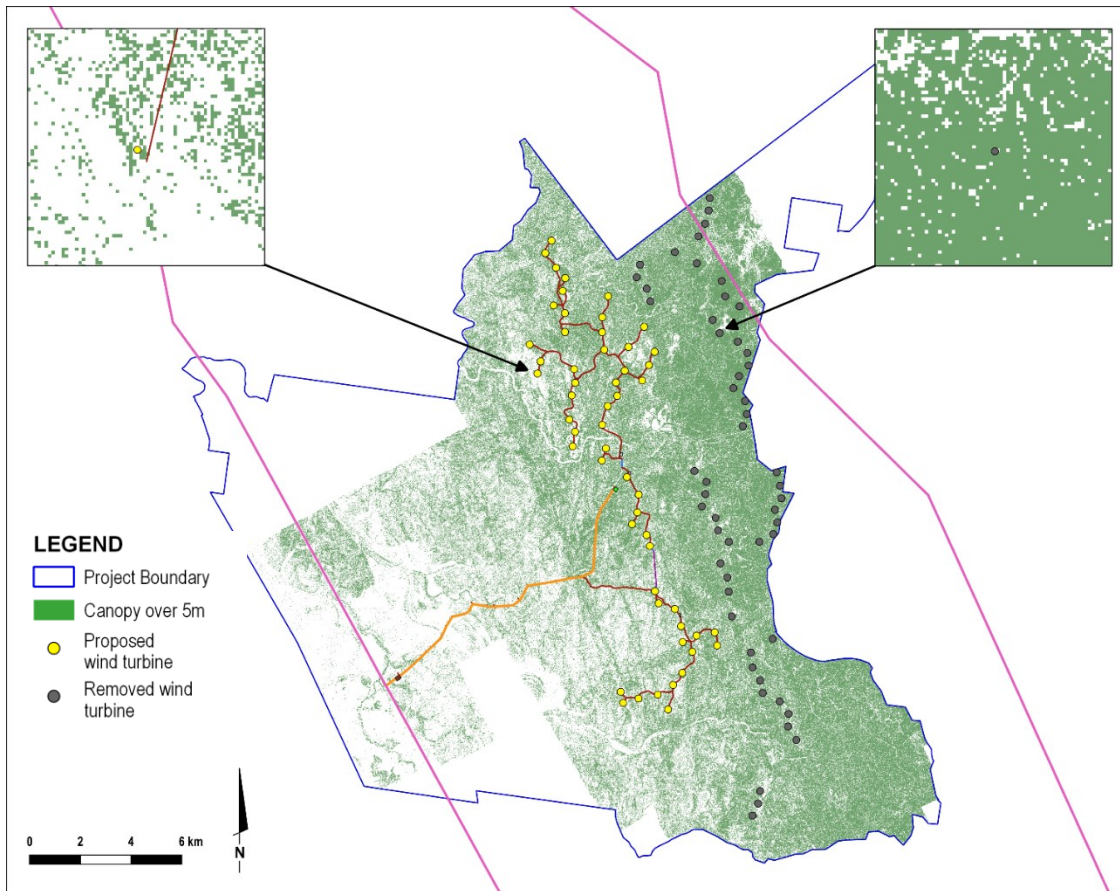 LEGEND
Project Boundary
Canopy over 5m
Proposed
wind turbine
Removed wind
turbine
0 2 4 6 km
N